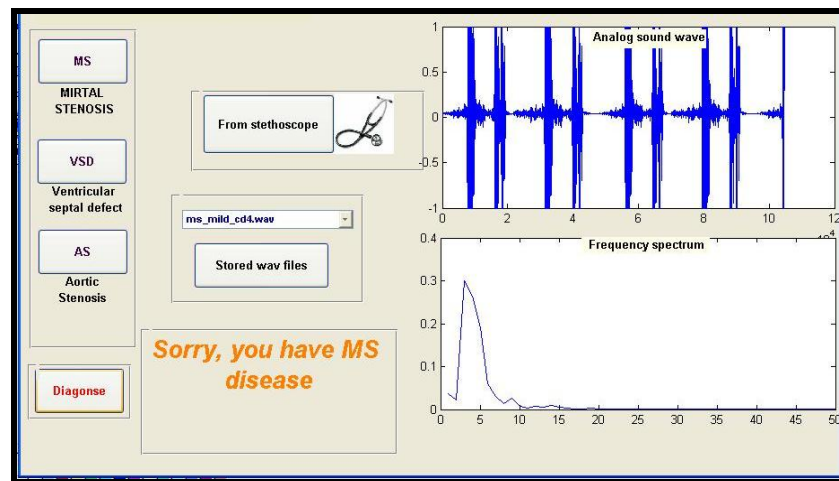 MS
MIRTAL
STENOSIS
VSD
Ventricular
septal defect
AS
Aortic
Stenosis
Diagonse
From stethoscope
ms_mild_cd4.wav
Stored wav files
Sorry, you have MS
disease
Analog sound wave
1
0.5
0
-0.5
-1
0 2 4 6 8 10 12
Frequency spectrum
0.4
0.3
0.2
0.1
0
0 5 10 15 20 25 30 35 40 45 50